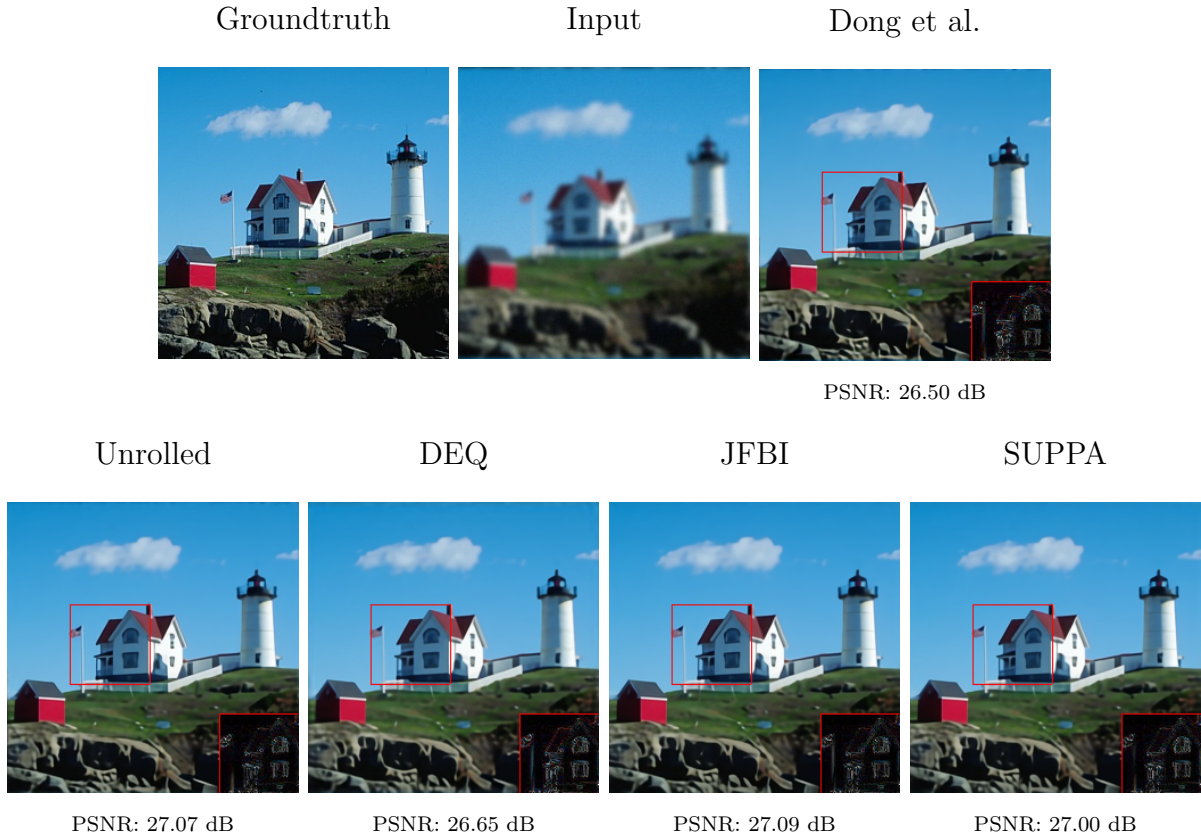 Groundtruth
Input
Dong et al.
PSNR: 26.50 dB
Unrolled
DEQ
JFBI
SUPPA
PSNR: 27.07 dB
PSNR: 26.65 dB
PSNR: 27.09 dB
PSNR: 27.00 dB